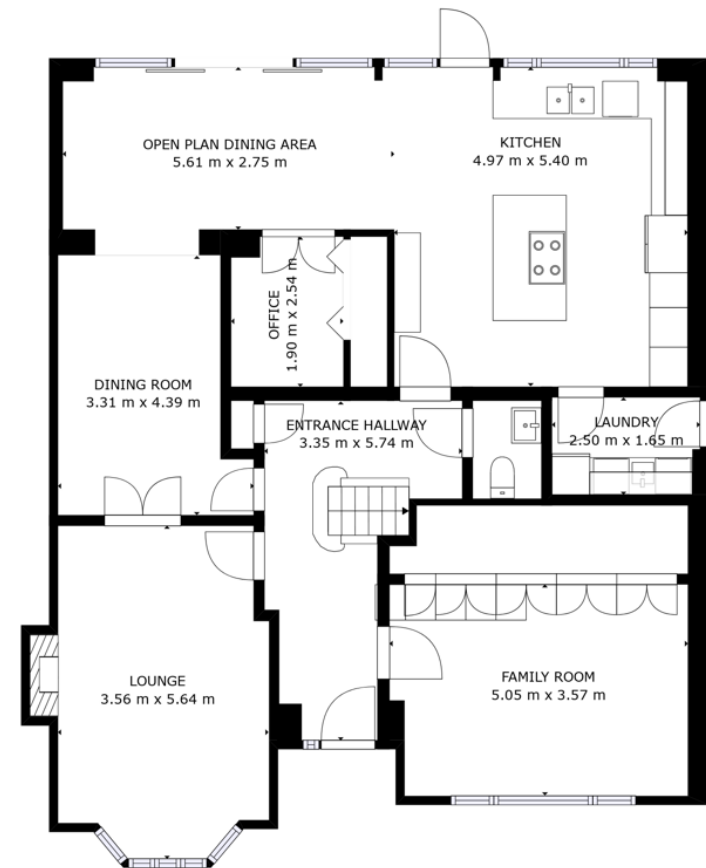 OPEN PLAN DINING AREA
5.61 m x 2.75 m
KITCHEN
4.97 m x 5.40 m
OFFICE
1.90 m x 2.54 m
DINING ROOM
3.31 m x 4.39 m
ENTRANCE HALLWAY
3.35 m x 5.74 m
LAUNDRY
2.50 m x 1.65 m
LOUNGE
3.56 m x 5.64 m
FAMILY ROOM
5.05 m x 3.57 m